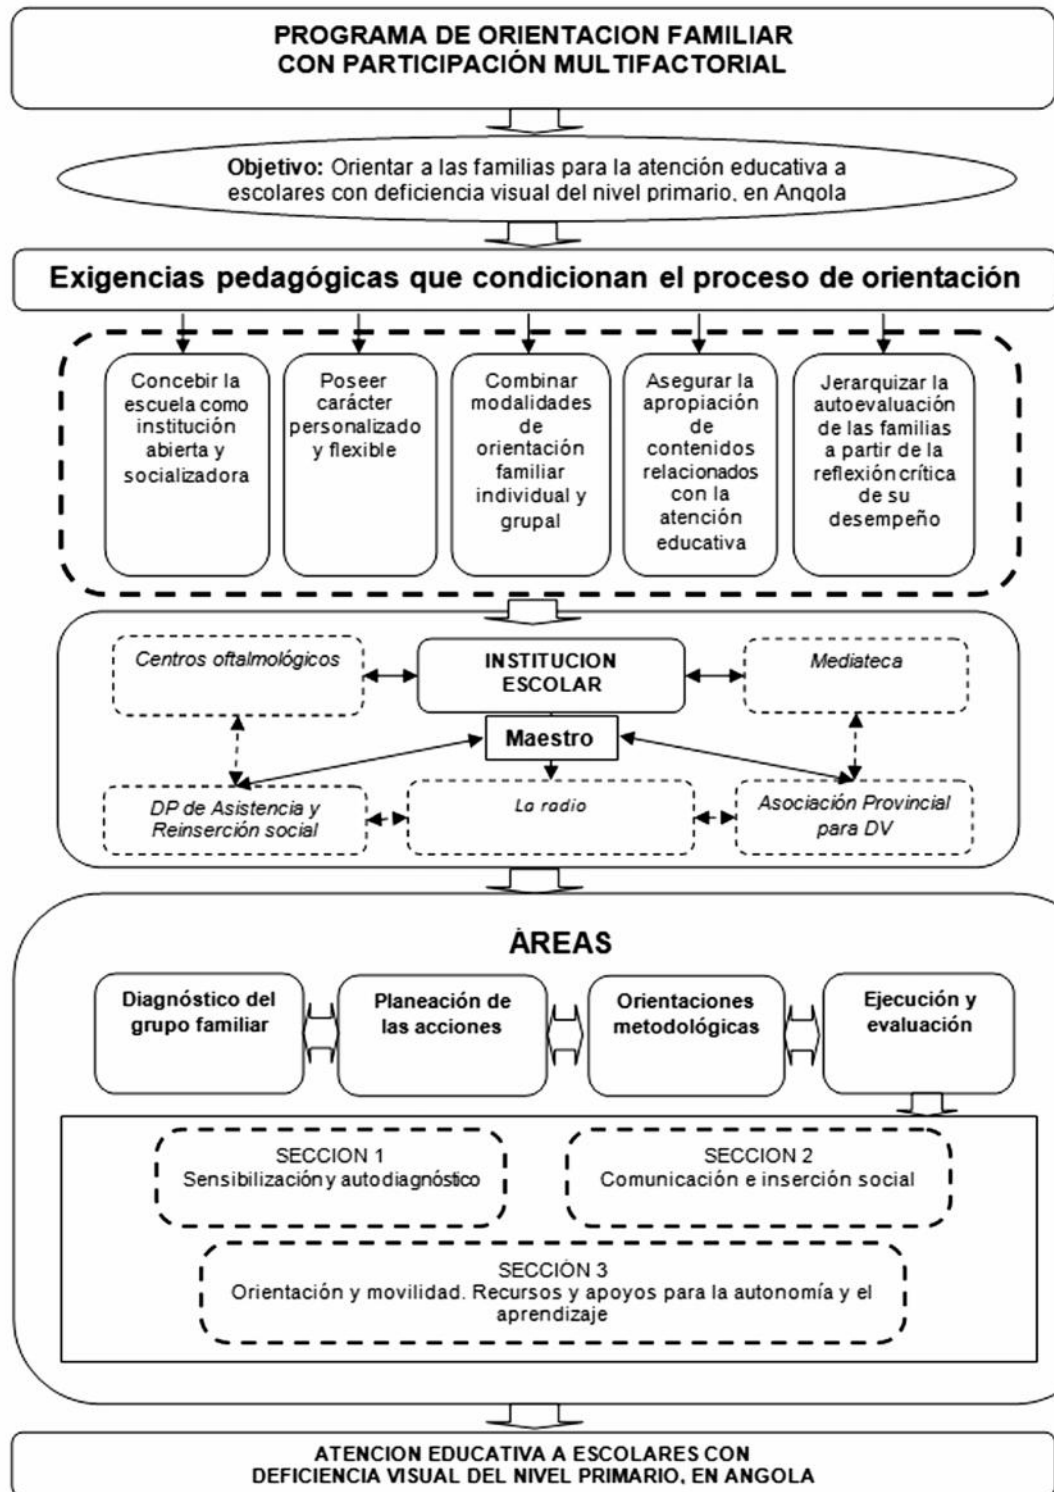 PROGRAMA DE ORIENTACION FAMILIAR
CON PARTICIPACIÓN MULTIFACTORIAL
Objetivo: Orientar a las familias para la atención educativa a
escolares con deficiencia visual del nivel primario, en Angola
Exigencias pedagógicas que condicionan el proceso de orientación
Concebir la
escuela como
institución
abierta y
socializadora
Poseer
carácter
personalizado
y flexible
Combinar
modalidades
de
orientación
familiar
individual y
grupal
Asegurar la
apropiación
de
contenidos
relacionados
con la
atención
educativa
Jerarquizar la
autoevaluación
de las familias
a partir de la
reflexión crítica
de su
desempeño
Centros oftalmológicos
INSTITUCION
ESCOLAR
Mediateca
Maestro
DP de Asistencia y
Reinserción social
La radio
Asociación Provincial
para DV
ÁREAS
Diagnóstico del
grupo familiar
Planeación de
las acciones
Orientaciones
metodológicas
Ejecución y
evaluación
SECCION 1
Sensibilización y autodiagnóstico
SECCION 2
Comunicación e inserción social
SECCIÓN 3
Orientación y movilidad. Recursos y apoyos para la autonomía y el
aprendizaje
ATENCION EDUCATIVA A ESCOLARES CON
DEFICIENCIA VISUAL DEL NIVEL PRIMARIO, EN ANGOLA